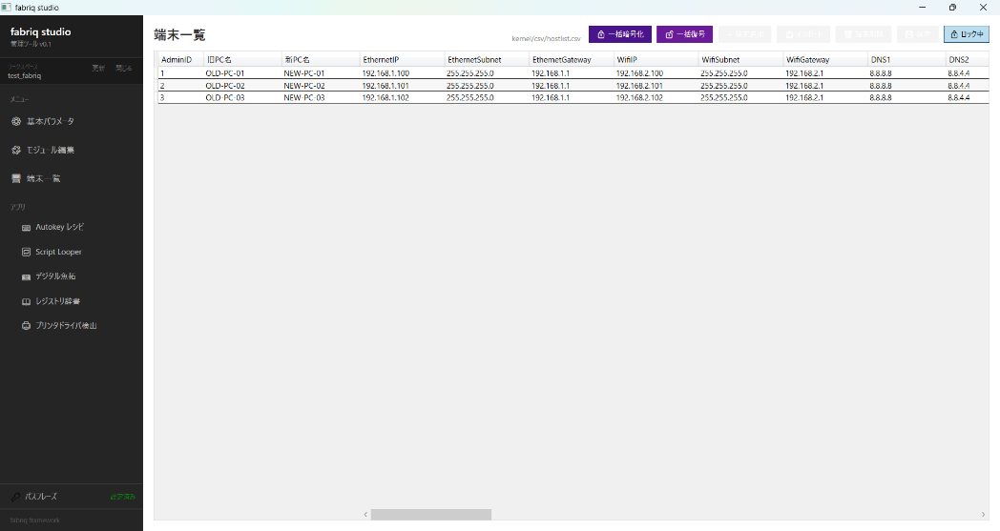 fabriq studio
fabriq studio
管理ツール v0.1
ワークスペース
更新 閉じる
test_fabriq
メニュー
基本パラメータ
モジュール編集
端末一覧
アプリ
Autokey レシピ
Script Looper
デジタル魚拓
レジストリ辞書
プリンタドライバ検出
パスフレーズ 設定済み
fabriq framework
端末一覧
kernel/csv/hostlist.csv
一括暗号化
一括復号
ロック中
AdminID 旧PC名 新PC名 EthernetIP EthernetSubnet EthernetGateway WifiIP WifiSubnet WifiGateway DNS1 DNS2
1 OLD-PC-01 NEW-PC-01 192.168.1.100 255.255.255.0 192.168.1.1 192.168.2.100 255.255.255.0 192.168.2.1 8.8.8.8 8.8.4.4
2 OLD-PC-02 NEW-PC-02 192.168.1.101 255.255.255.0 192.168.1.1 192.168.2.101 255.255.255.0 192.168.2.1 8.8.8.8 8.8.4.4
3 OLD-PC-03 NEW-PC-03 192.168.1.102 255.255.255.0 192.168.1.1 192.168.2.102 255.255.255.0 192.168.2.1 8.8.8.8 8.8.4.4